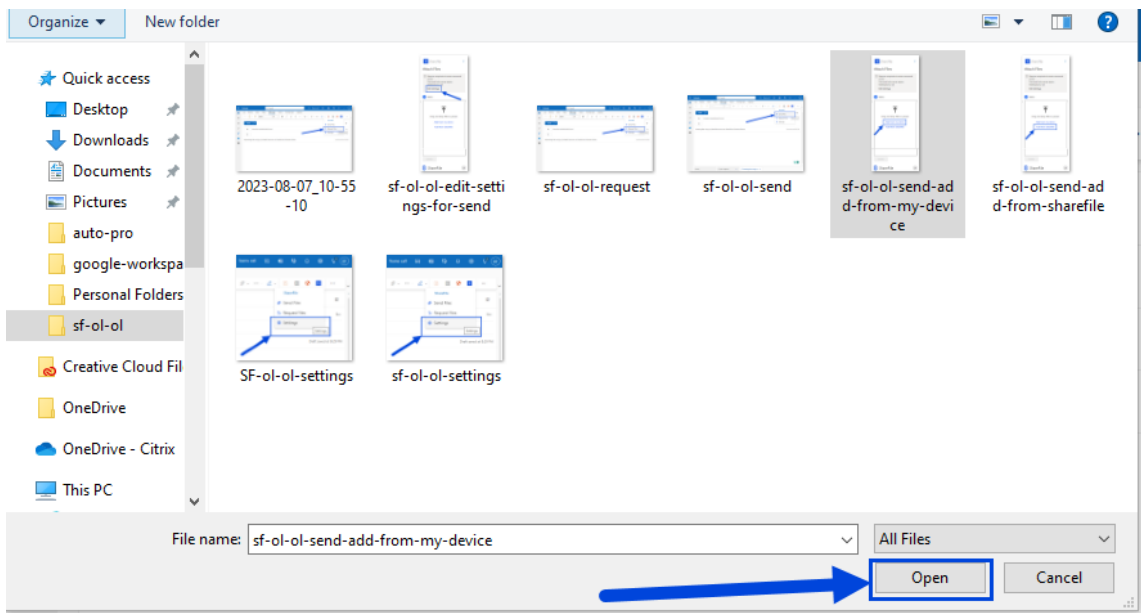 Organize
New folder
Quick access
Desktop
Downloads
Documents
Pictures
auto-pro
google-workspa
Personal Folders
sf-ol-ol
Creative Cloud Fil
OneDrive
OneDrive - Citrix
This PC
2023-08-07_10-55
-10
sf-ol-ol-edit-setti
ngs-for-send
sf-ol-ol-request
sf-ol-ol-send
sf-ol-ol-send-ad
d-from-my-devi
ce
sf-ol-ol-send-ad
d-from-sharefile
SF-ol-ol-settings
sf-ol-ol-settings
File name:
sf-ol-ol-send-add-from-my-device
All Files
Open
Cancel